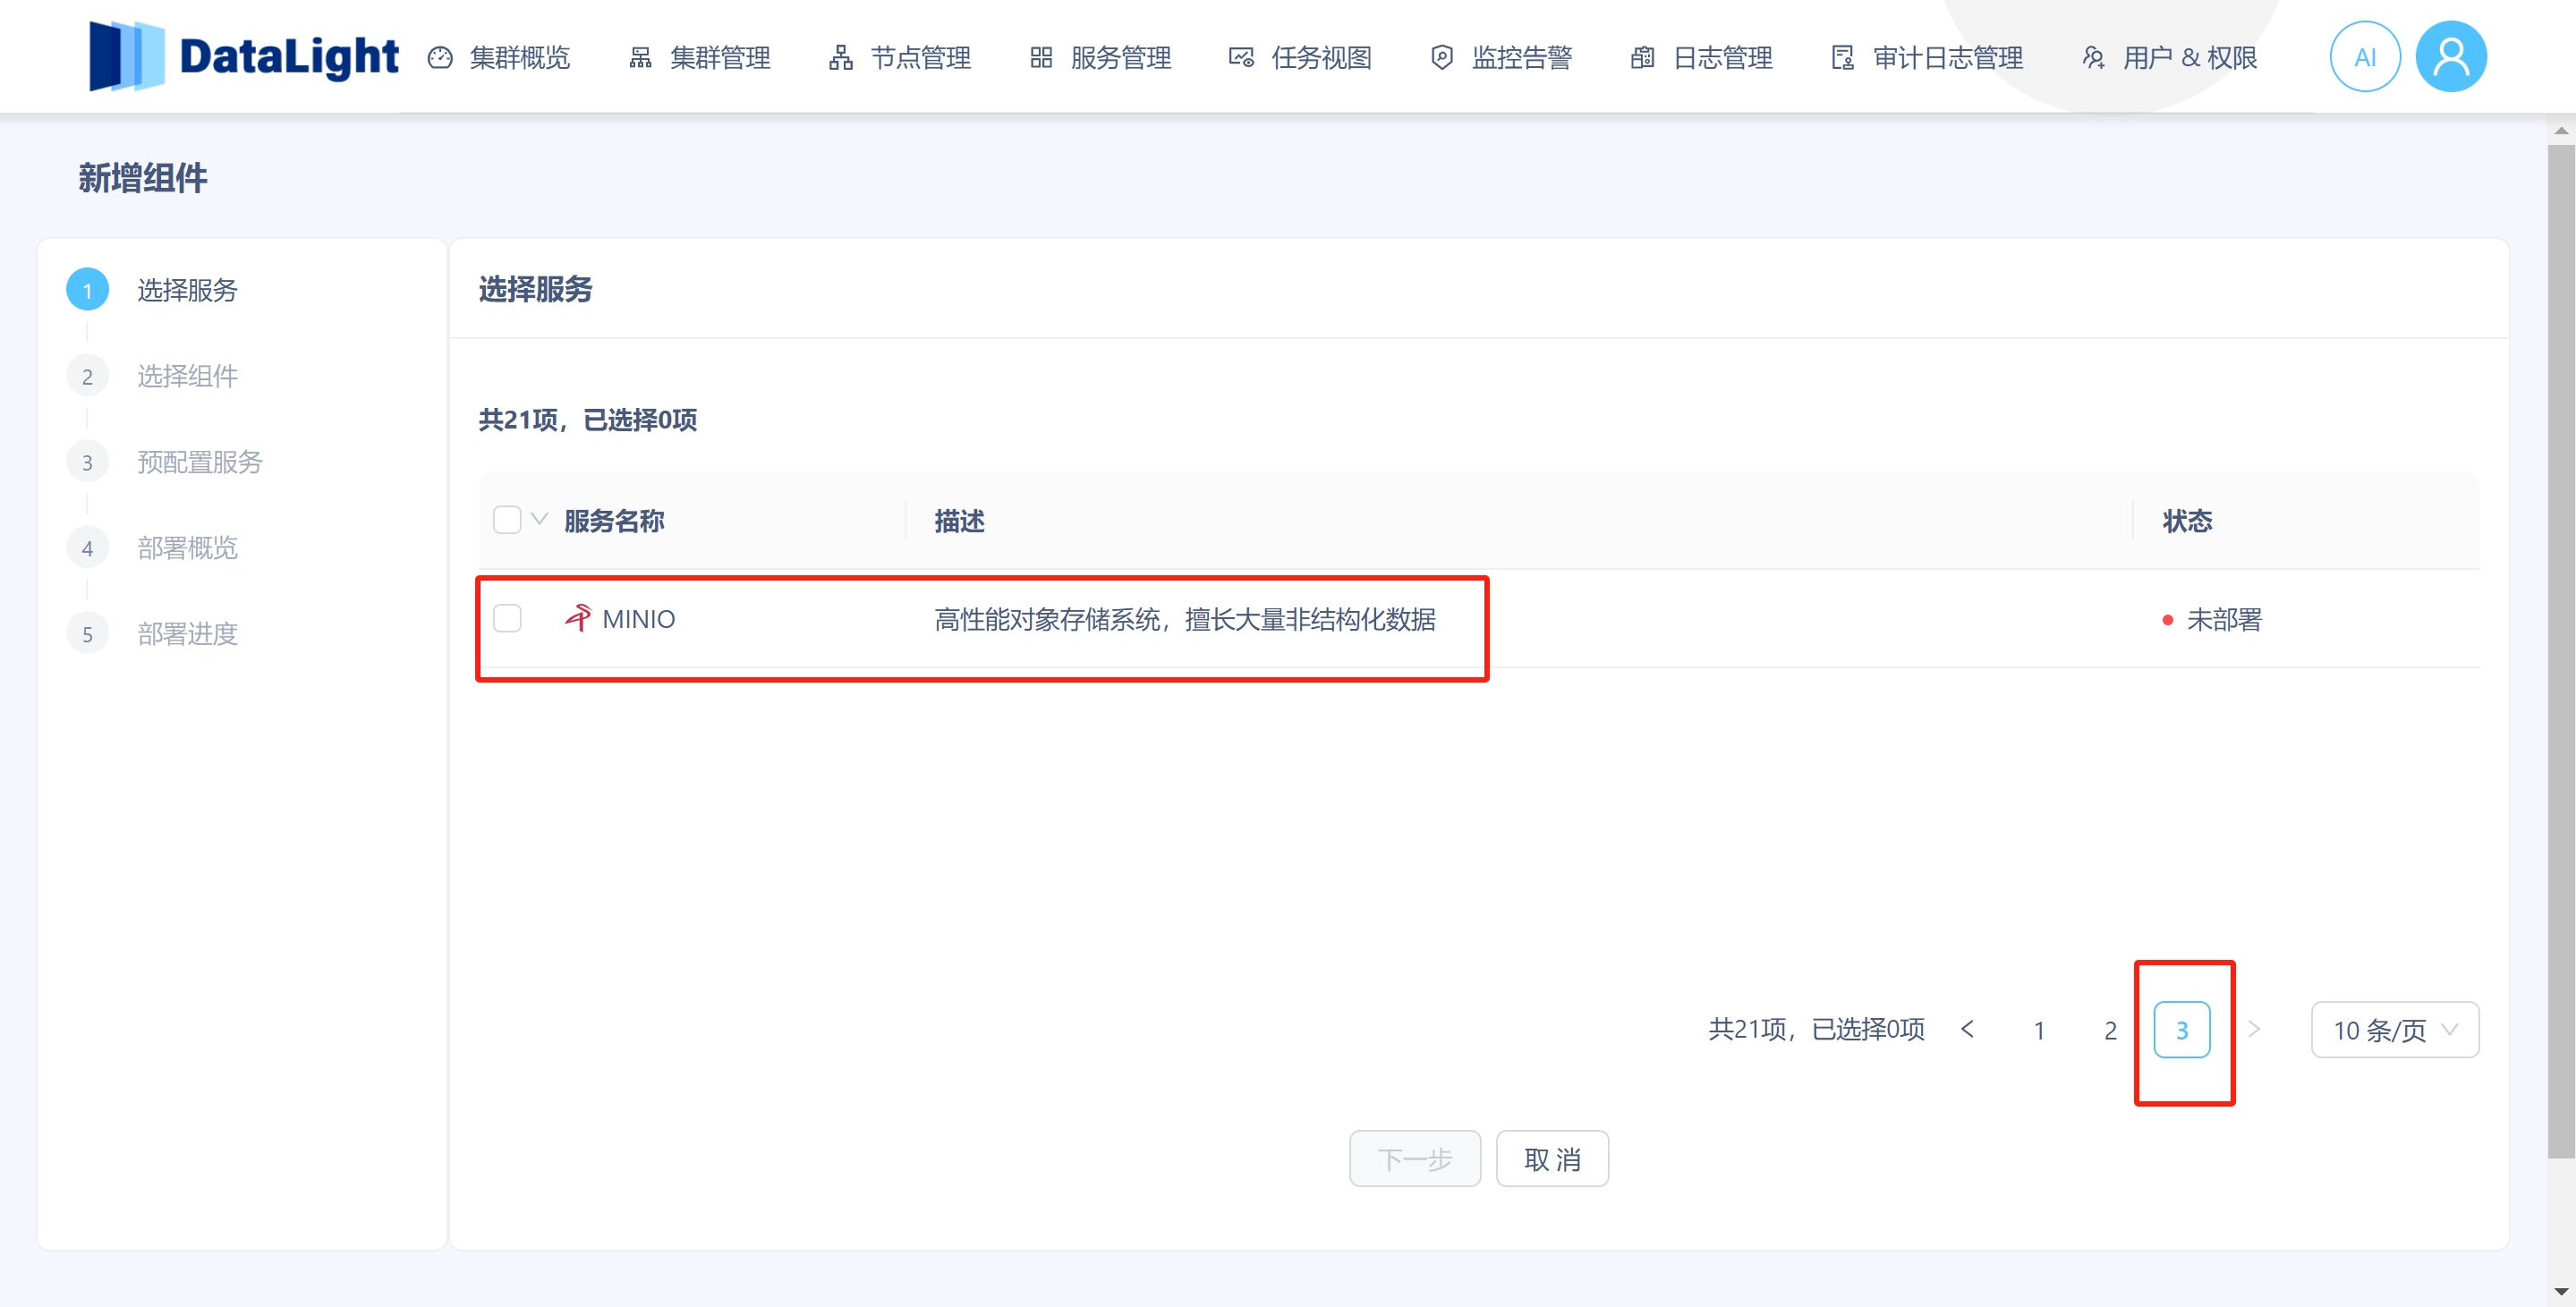 DataLight 集群概览 集群管理 节点管理 服务管理 任务视图 监控告警 日志管理 审计日志管理 用户 & 权限 AI
新增组件
1 选择服务
2 选择组件
3 预配置服务
4 部署概览
5 部署进度
选择服务
共21项，已选择0项
服务名称 描述 状态
MINIO 高性能对象存储系统，擅长大量非结构化数据 未部署
共21项，已选择0项 < 1 2 3 > 10 条/页
下一步 取 消